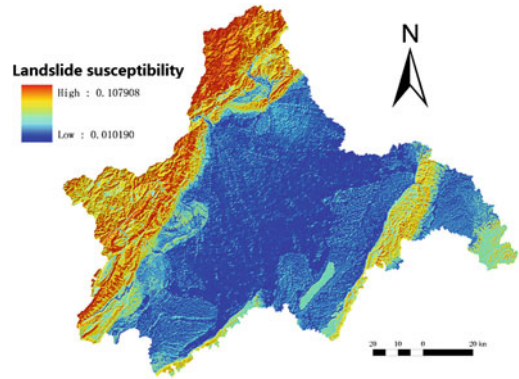 N
Landslide susceptibility
High : 0.107908
Low : 0.010190
20 10 0 20 km